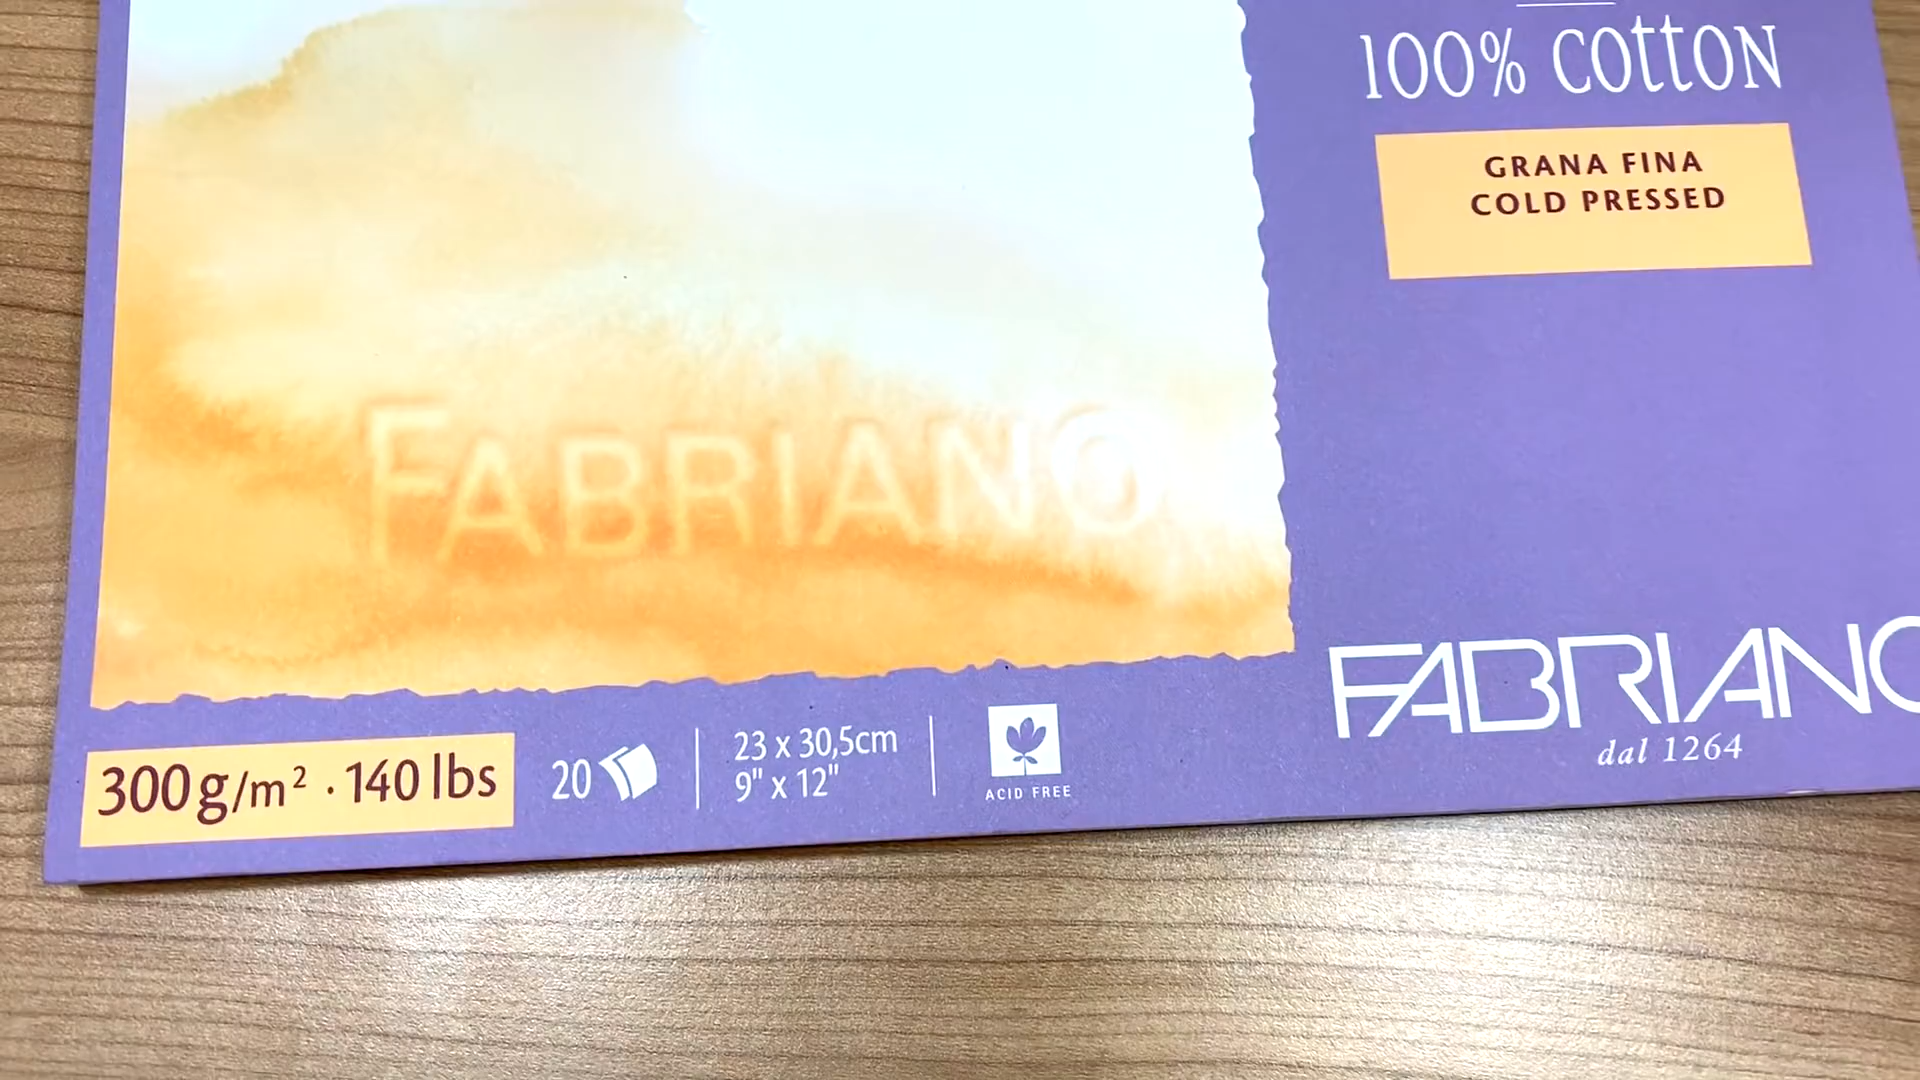 100% COTTON
GRANA FINA
COLD PRESSED
FABRIANO
300g/m² · 140 lbs
20
23 x 30,5cm
9" x 12"
ACID FREE
FABRIANO
dal 1264